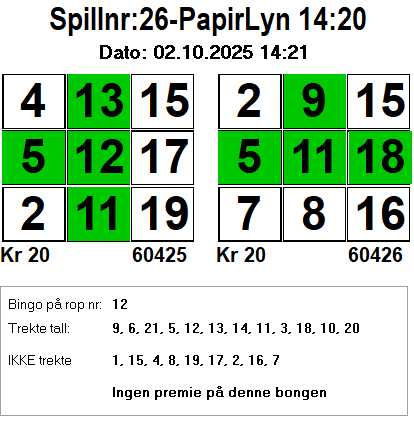 Spillnr:26-PapirLyn 14:20
Dato: 02.10.2025 14:21
4 13 15 2 9 15
5 12 17 5 11 18
2 11 19 7 8 16
Kr 20 60425 Kr 20 60426
Bingo på rop nr: 12
Trekte tall: 9, 6, 21, 5, 12, 13, 14, 11, 3, 18, 10, 20
IKKE trekte 1, 15, 4, 8, 19, 17, 2, 16, 7
Ingen premie på denne bongen